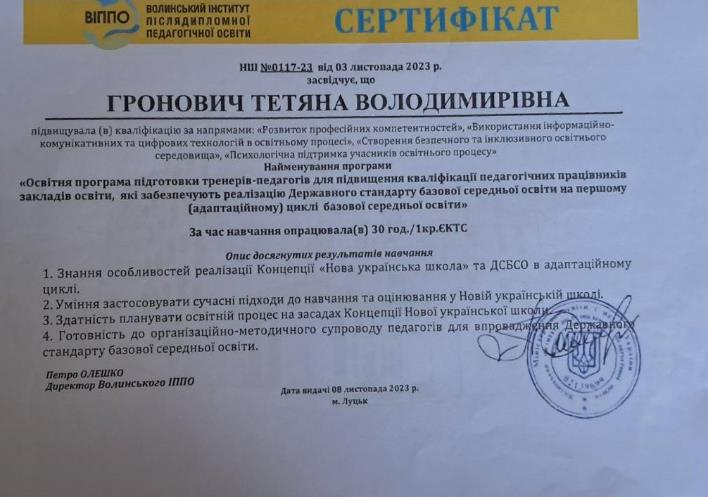 ВІППО
ВОЛИНСЬКИЙ ІНСТИТУТ
ПІСЛЯДИПЛОМНОЇ
ПЕДАГОГІЧНОЇ ОСВІТИ
СЕРТИФІКАТ
НШ №0117-23 від 03 листопада 2023 р.
засвідчує, що
ГРОНОВИЧ ТЕТЯНА ВОЛОДИМИРІВНА
підвищувала (в) кваліфікацію за напрямами: «Розвиток професійних компетентностей», «Використання інформаційно-
комунікативних та цифрових технологій в освітньому процесі», «Створення безпечного та інклюзивного освітнього
середовища», «Психологічна підтримка учасників освітнього процесу»
Найменування програми
«Освітня програма підготовки тренерів-педагогів для підвищення кваліфікації педагогічних працівників
закладів освіти, які забезпечують реалізацію Державного стандарту базової середньої освіти на першому
(адаптаційному) циклі базової середньої освіти»
За час навчання опрацювала(в) 30 год./1кр.ЄКТС
Опис досягнутих результатів навчання
1. Знання особливостей реалізації Концепції «Нова українська школа» та ДСБСО в адаптаційному
циклі.
2. Уміння застосовувати сучасні підходи до навчання та оцінювання у Новій українській школі.
3. Здатність планувати освітній процес на засадах Концепції Нової української школи.
4. Готовність до організаційно-методичного супроводу педагогів для впровадження Державного
стандарту базової середньої освіти.
Петро ОЛЕШКО
Директор Волинського ІППО
Дата видачі 08 листопада 2023 р.
м. Луцьк